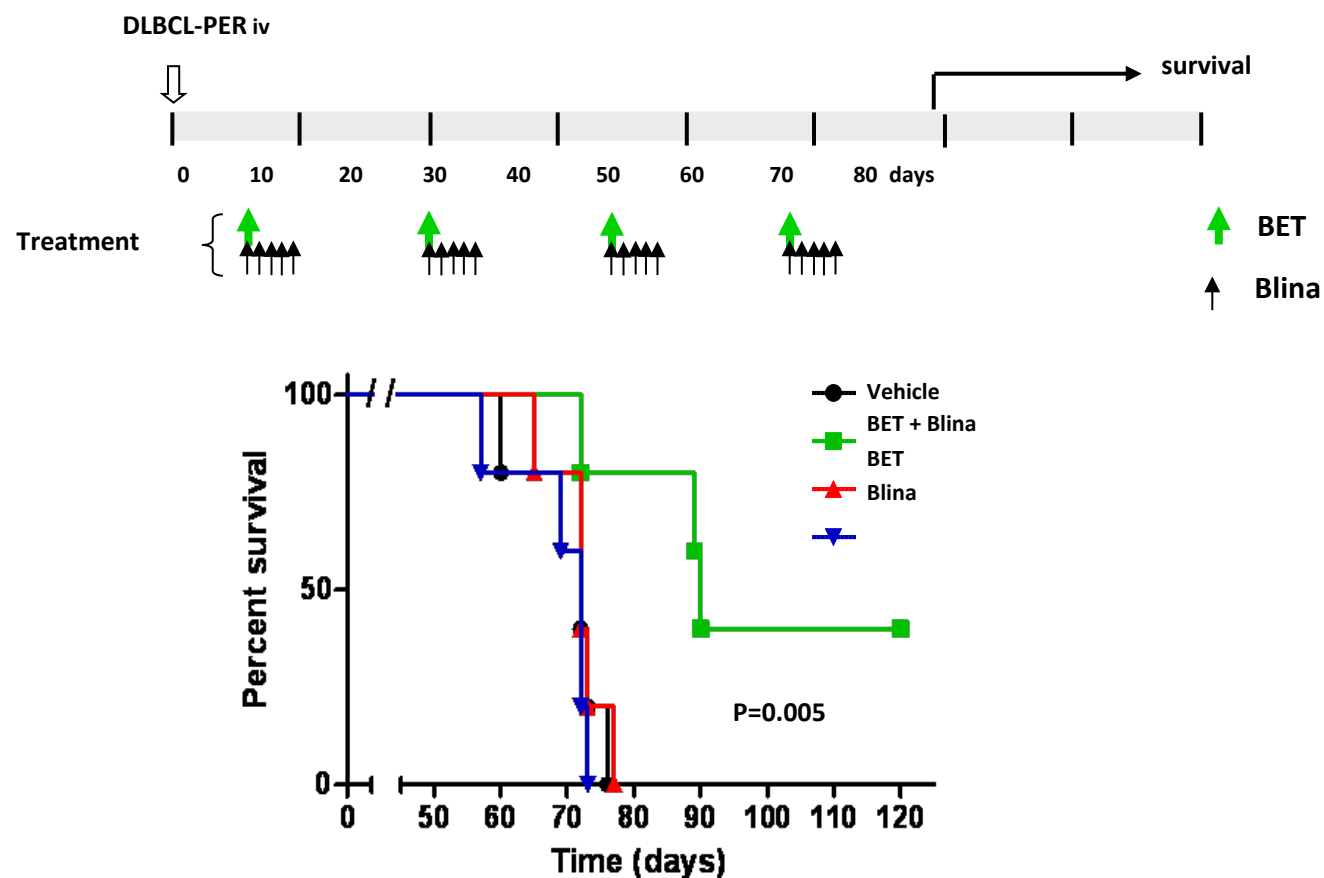 DLBCL-PER iv
survival
0 10 20 30 40 50 60 70 80 days
Treatment
BET
Blina
100
50
0
Percent survival
Vehicle
BET + Blina
BET
Blina
P=0.005
0 50 60 70 80 90 100 110 120
Time (days)